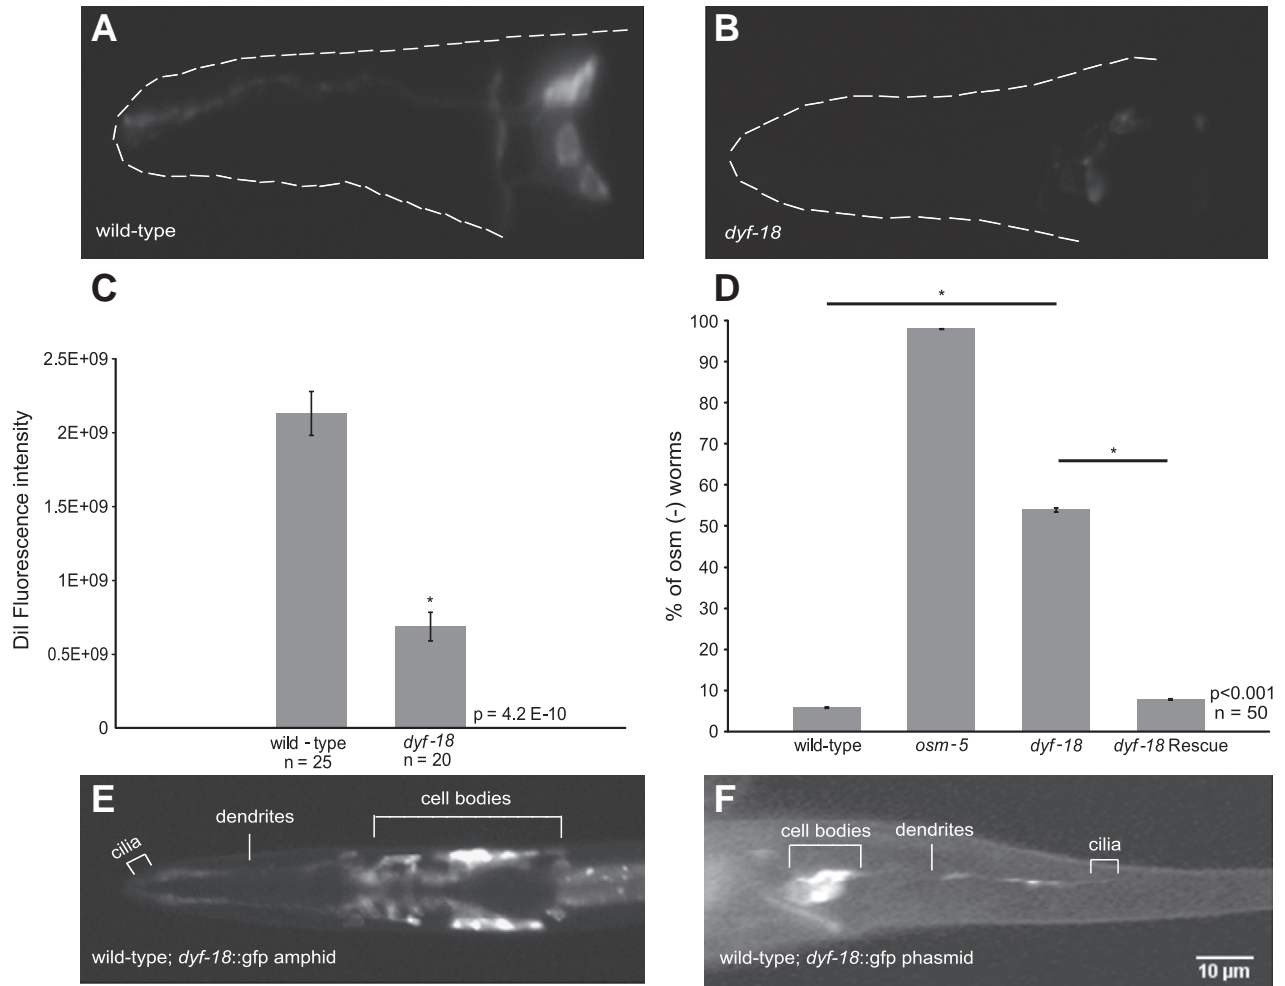 A
wild-type
B
dyf-18
C
2.5E+09
2E+09
1.5E+09
1E+09
0.5E+09
0
DiI Fluorescence intensity
*
p = 4.2 E-10
wild - type
n = 25
dyf-18
n = 20
D
*
*
100
90
80
70
60
50
40
30
20
10
0
% of osm (-) worms
p<0.001
n = 50
wild-type
osm-5
dyf-18
dyf-18 Rescue
E
cilia
dendrites
cell bodies
wild-type; dyf-18::gfp amphid
F
cell bodies
dendrites
cilia
wild-type; dyf-18::gfp phasmid
10 µm